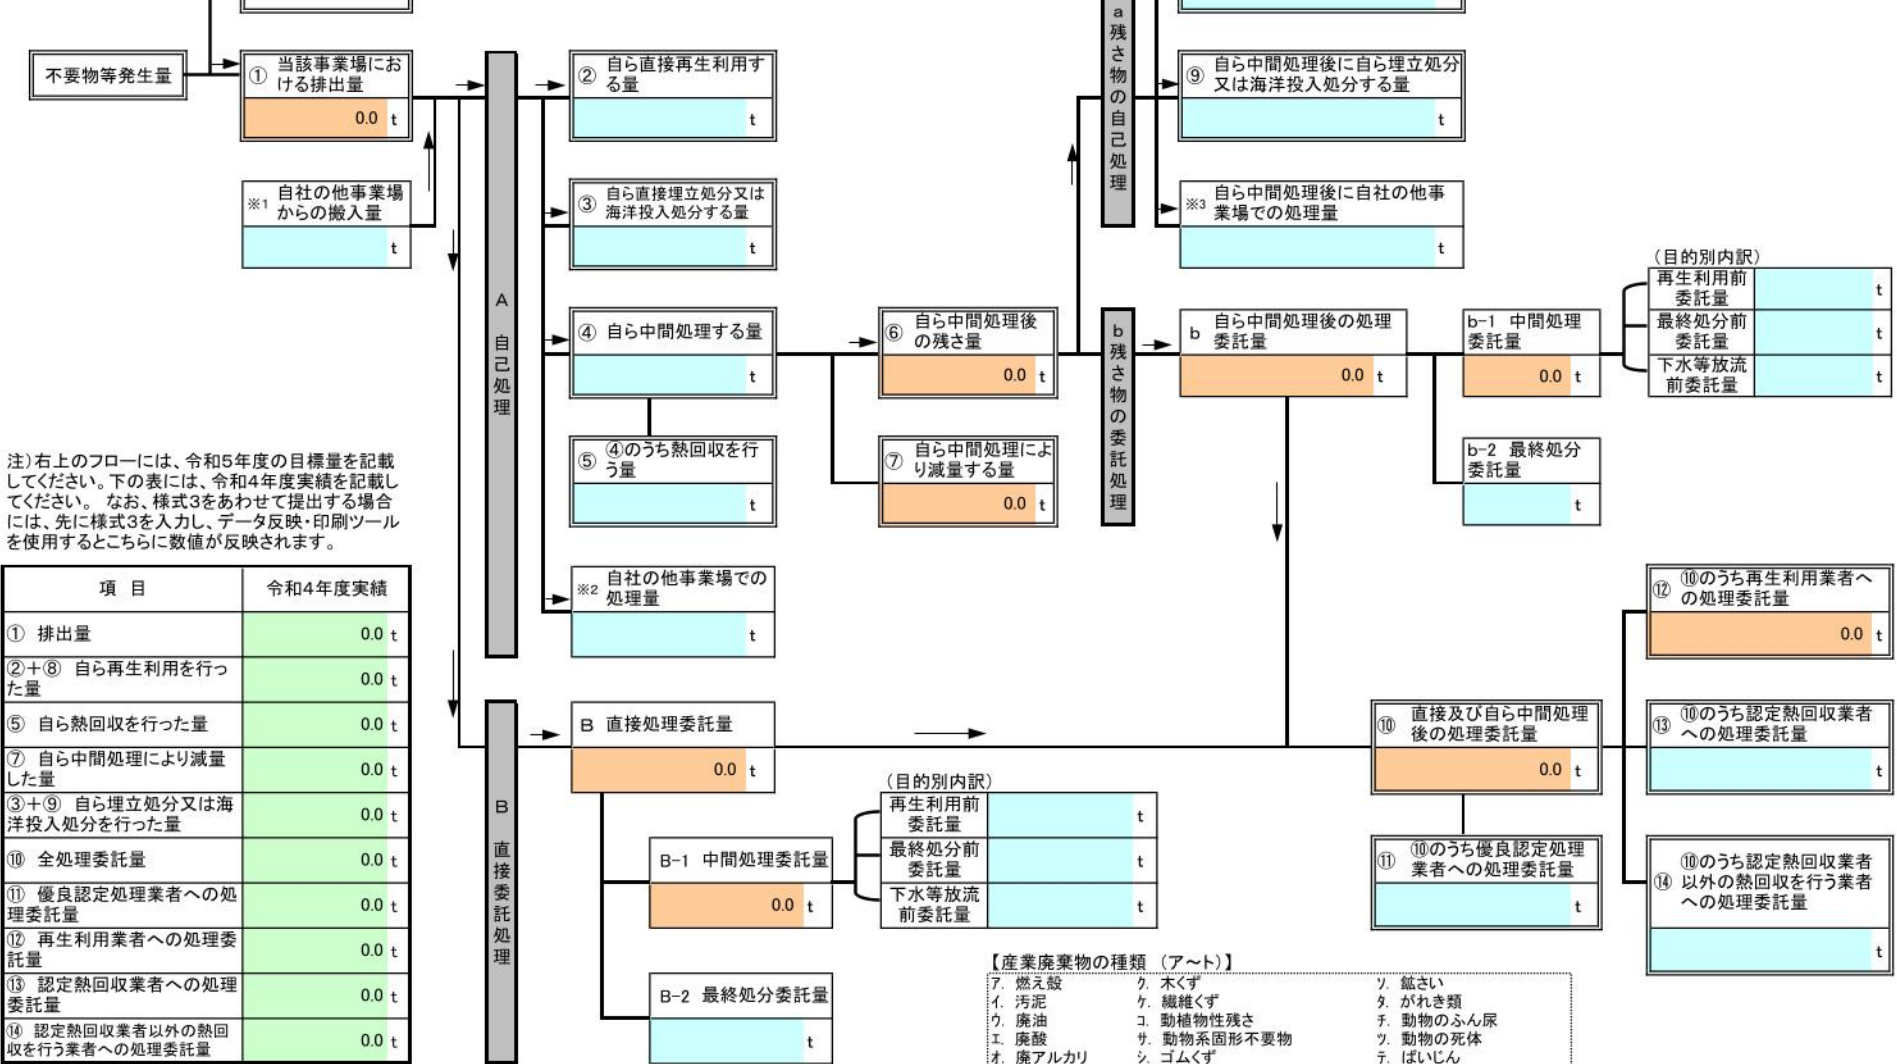 不要物等発生量
①
当該事業場にお
ける排出量
0.0 t
※1
自社の他事業場
からの搬入量
t
A 自己処理
②
自ら直接再生利用す
る量
t
③
自ら直接埋立処分又は
海洋投入処分する量
t
④ 自ら中間処理する量
t
⑤
④のうち熱回収を行
う量
t
※2
自社の他事業場での
処理量
t
⑥
自ら中間処理後
の残さ量
0.0 t
⑦
自ら中間処理によ
り減量する量
0.0 t
a残さ物の自己処理
⑨
自ら中間処理後に自ら埋立処分
又は海洋投入処分する量
t
※3
自ら中間処理後に自社の他事
業場での処理量
t
b残さ物の委託処理
b
自ら中間処理後の処理
委託量
0.0 t
b-1 中間処理
委託量
0.0 t
(目的別内訳)
再生利用前
委託量
t
最終処分前
委託量
t
下水等放流
前委託量
t
b-2 最終処分
委託量
t
注)右上のフローには、令和5年度の目標量を記載
してください。下の表には、令和4年度実績を記載し
てください。 なお、様式3をあわせて提出する場合
には、先に様式3を入力し、データ反映・印刷ツール
を使用するとこちらに数値が反映されます。
項 目 令和4年度実績
① 排出量 0.0 t
②+⑧ 自ら再生利用を行っ
た量
0.0 t
⑤ 自ら熱回収を行った量 0.0 t
⑦ 自ら中間処理により減量
した量
0.0 t
③+⑨ 自ら埋立処分又は海
洋投入処分を行った量
0.0 t
⑩ 全処理委託量 0.0 t
⑪ 優良認定処理業者への処
理委託量
0.0 t
⑫ 再生利用業者への処理委
託量
0.0 t
⑬ 認定熱回収業者への処理
委託量
0.0 t
⑭ 認定熱回収業者以外の熱回
収を行う業者への処理委託量
0.0 t
B 直接委託処理
B 直接処理委託量
0.0 t
B-1 中間処理委託量
0.0 t
(目的別内訳)
再生利用前
委託量
t
最終処分前
委託量
t
下水等放流
前委託量
t
B-2 最終処分委託量
t
⑩
直接及び自ら中間処理
後の処理委託量
0.0 t
⑪
⑩のうち優良認定処理
業者への処理委託量
t
⑫
⑩のうち再生利用業者へ
の処理委託量
0.0 t
⑬
⑩のうち認定熱回収業者
への処理委託量
t
⑭
⑩のうち認定熱回収業者
以外の熱回収を行う業者
への処理委託量
t
【産業廃棄物の種類 (ア~ト)】
ア. 燃え殻 ク. 木くず ソ. 鉱さい
イ. 汚泥 ケ. 繊維くず タ. がれき類
ウ. 廃油 コ. 動植物性残さ チ. 動物のふん尿
エ. 廃酸 サ. 動物系固形不要物 ツ. 動物の死体
オ. 廃アルカリ シ. ゴムくず テ. ばいじん